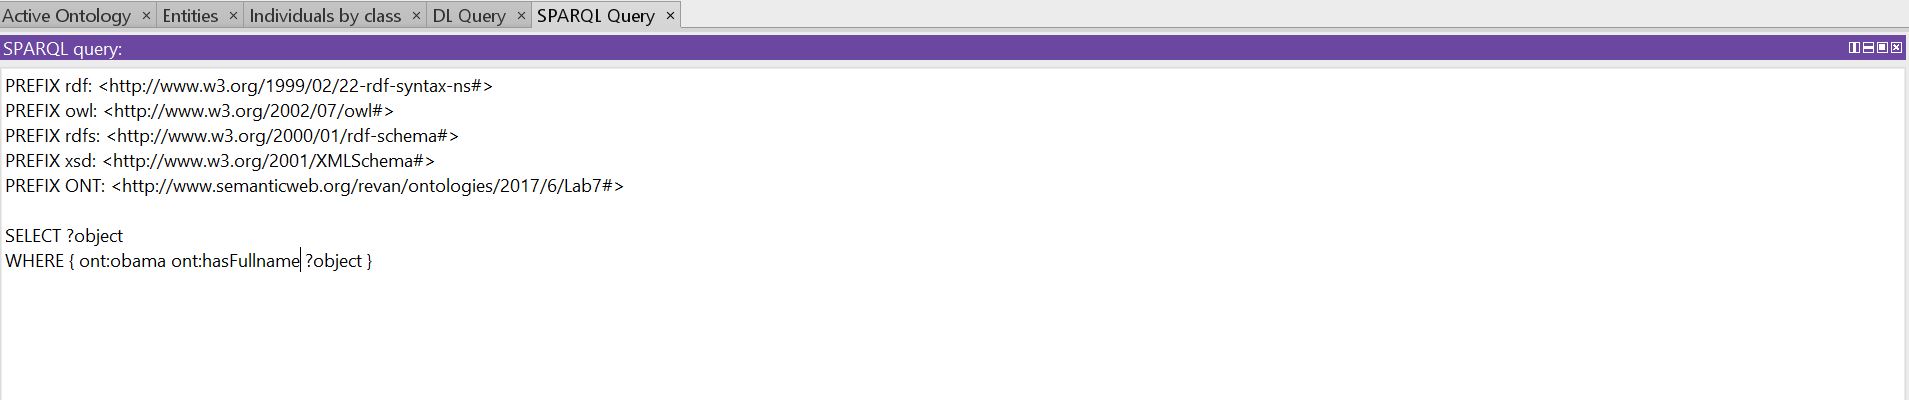 Active Ontology × Entities × Individuals by class × DL Query × SPARQL Query ×
SPARQL query:
PREFIX rdf: <http://www.w3.org/1999/02/22-rdf-syntax-ns#>
PREFIX owl: <http://www.w3.org/2002/07/owl#>
PREFIX rdfs: <http://www.w3.org/2000/01/rdf-schema#>
PREFIX xsd: <http://www.w3.org/2001/XMLSchema#>
PREFIX ONT: <http://www.semanticweb.org/revan/ontologies/2017/6/Lab7#>
SELECT ?object
WHERE { ont:obama ont:hasFullname ?object }